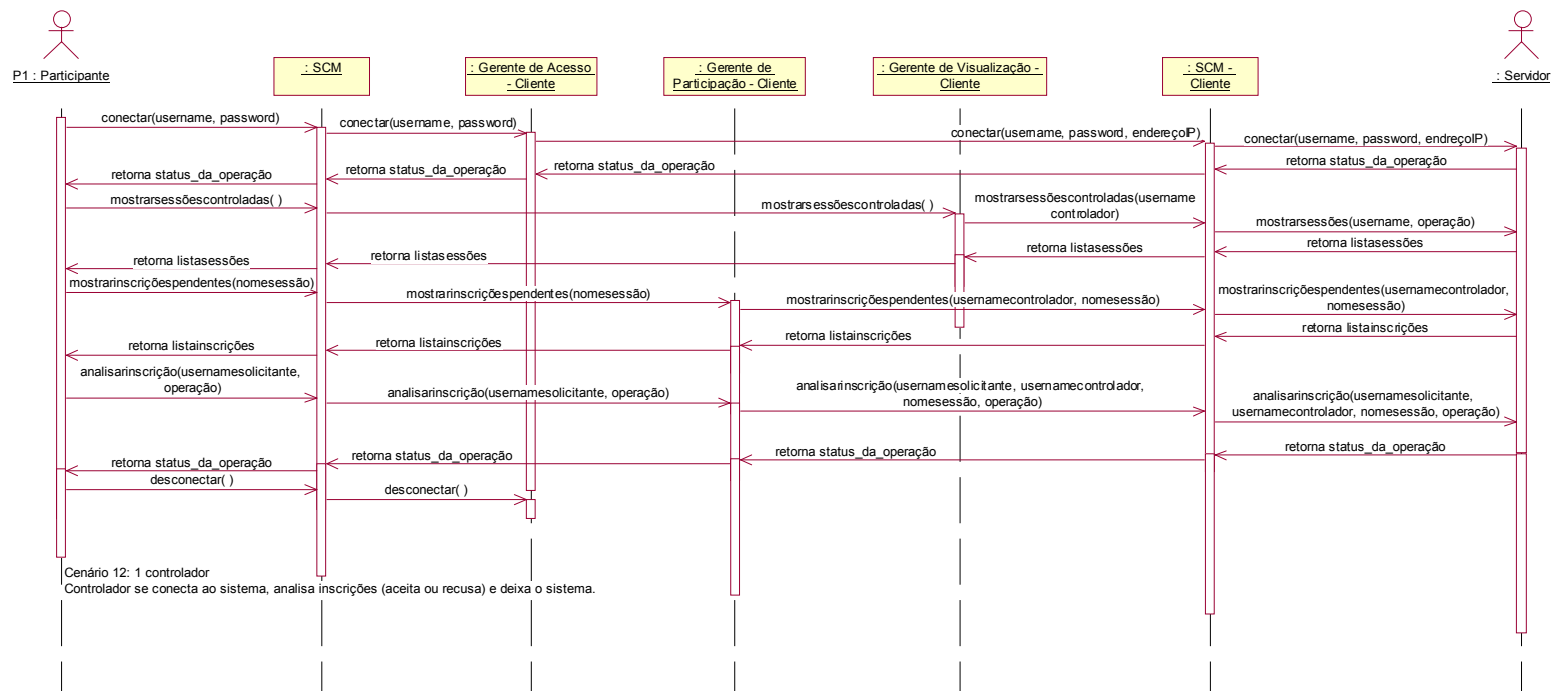 P1 : Participante
: SCM
: Gerente de Acesso
- Cliente
: Gerente de
Participação - Cliente
: Gerente de Visualização -
Cliente
: SCM -
Cliente
: Servidor
conectar(username, password)
conectar(username, password)
conectar(username, password, endereçoIP)
conectar(username, password, endreçoIP)
retorna status_da_operação
retorna status_da_operação
retorna status_da_operação
retorna status_da_operação
mostrarsessõescontroladas( )
mostrarsessõescontroladas( )
mostrarsessõescontroladas(username
controlador)
mostrarsessões(username, operação)
retorna listasessões
retorna listasessões
retorna listasessões
retorna listasessões
mostrarinscriçõespendentes(nomesessão)
mostrarinscriçõespendentes(nomesessão)
mostrarinscriçõespendentes(usernamecontrolador, nomesessão)
mostrarinscriçõespendentes(usernamecontrolador,
nomesessão)
retorna listainscrições
retorna listainscrições
retorna listainscrições
retorna listainscrições
analisarinscrição(usernamesolicitante,
operação)
analisarinscrição(usernamesolicitante, operação)
analisarinscrição(usernamesolicitante, usernamecontrolador,
nomesessão, operação)
analisarinscrição(usernamesolicitante,
usernamecontrolador, nomesessão, operação)
retorna status_da_operação
retorna status_da_operação
retorna status_da_operação
retorna status_da_operação
desconectar( )
desconectar( )
Cenário 12: 1 controlador
Controlador se conecta ao sistema, analisa inscrições (aceita ou recusa) e deixa o sistema.